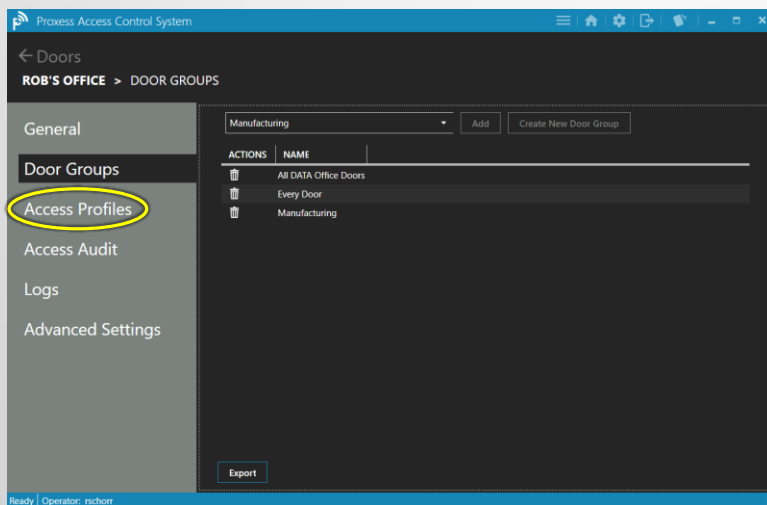 Proxess Access Control System
Doors
ROB'S OFFICE > DOOR GROUPS
General
Door Groups
Access Profiles
Access Audit
Logs
Advanced Settings
Manufacturing Add Create New Door Group
ACTIONS NAME
All DATA Office Doors
Every Door
Manufacturing
Export
Ready Operator: rschorr